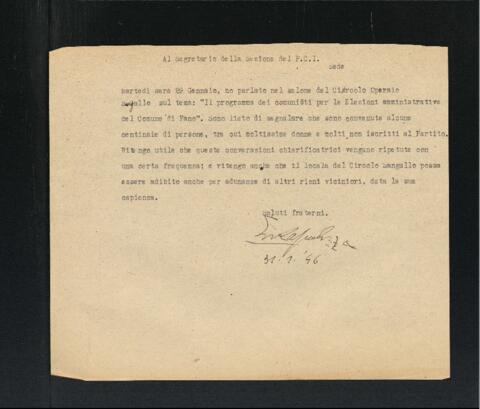 Al Segretario della Sezione del P.C.I.
Sede
martedì sera 29 Gennaio, ho parlato nel salone del Circolo Operaio
sul tema: "Il programma dei comunisti per le Elezioni amministrative
del Comune di Fano". Sono lieto di segnalare che sono convenute alcune
centinaia di persone, tra cui moltissime donne e molti non iscritti al Partito.
Ritengo utile che queste conversazioni chiarificatrici vengano ripetute con
una certa frequenza; e ritengo anche che il locale del Circolo possa
essere adibito anche per adunanze di altri rioni viciniori, data la sua
capienza.
Saluti fraterni.
31.1.46